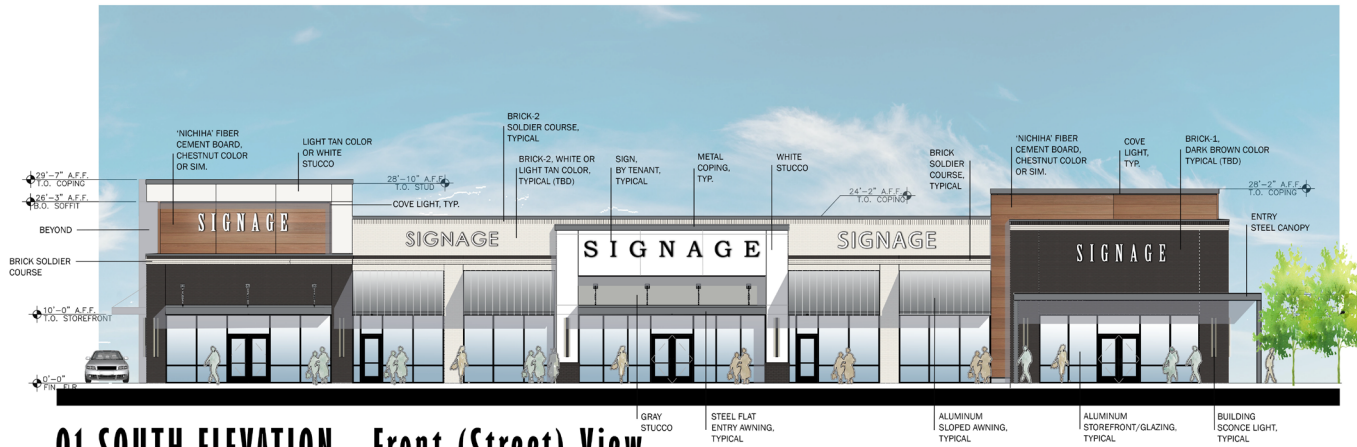 BRICK-2
SOLDIER COURSE,
TYPICAL
'NICHIHA' FIBER
CEMENT BOARD,
CHESTNUT COLOR
OR SIM.
LIGHT TAN COLOR
OR WHITE
STUCCO
BRICK-2, WHITE OR
LIGHT TAN COLOR,
TYPICAL (TBD)
SIGN,
BY TENANT,
TYPICAL
METAL
COPING,
TYP.
WHITE
STUCCO
BRICK
SOLDIER
COURSE,
TYPICAL
'NICHIHA' FIBER
CEMENT BOARD,
CHESTNUT COLOR
OR SIM.
COVE
LIGHT,
TYP.
BRICK-1,
DARK BROWN COLOR
TYPICAL (TBD)
29'-7" A.F.F.
T.O. COPING
28'-10" A.F.F.
T.O. STUD
24'-2" A.F.F.
T.O. COPING
28'-2" A.F.F.
T.O. COPING
26'-3" A.F.F.
B.O. SOFFIT
COVE LIGHT, TYP.
BEYOND
ENTRY
STEEL CANOPY
SIGNAGE
SIGNAGE
SIGNAGE
SIGNAGE
SIGNAGE
BRICK SOLDIER
COURSE
10'-0" A.F.F.
T.O. STOREFRONT
0'-0"
FIN. FLR.
GRAY
STUCCO
STEEL FLAT
ENTRY AWNING,
TYPICAL
ALUMINUM
SLOPED AWNING,
TYPICAL
ALUMINUM
STOREFRONT/GLAZING,
TYPICAL
BUILDING
SCONCE LIGHT,
TYPICAL
01 SOUTH ELEVATION - Front (Street) View